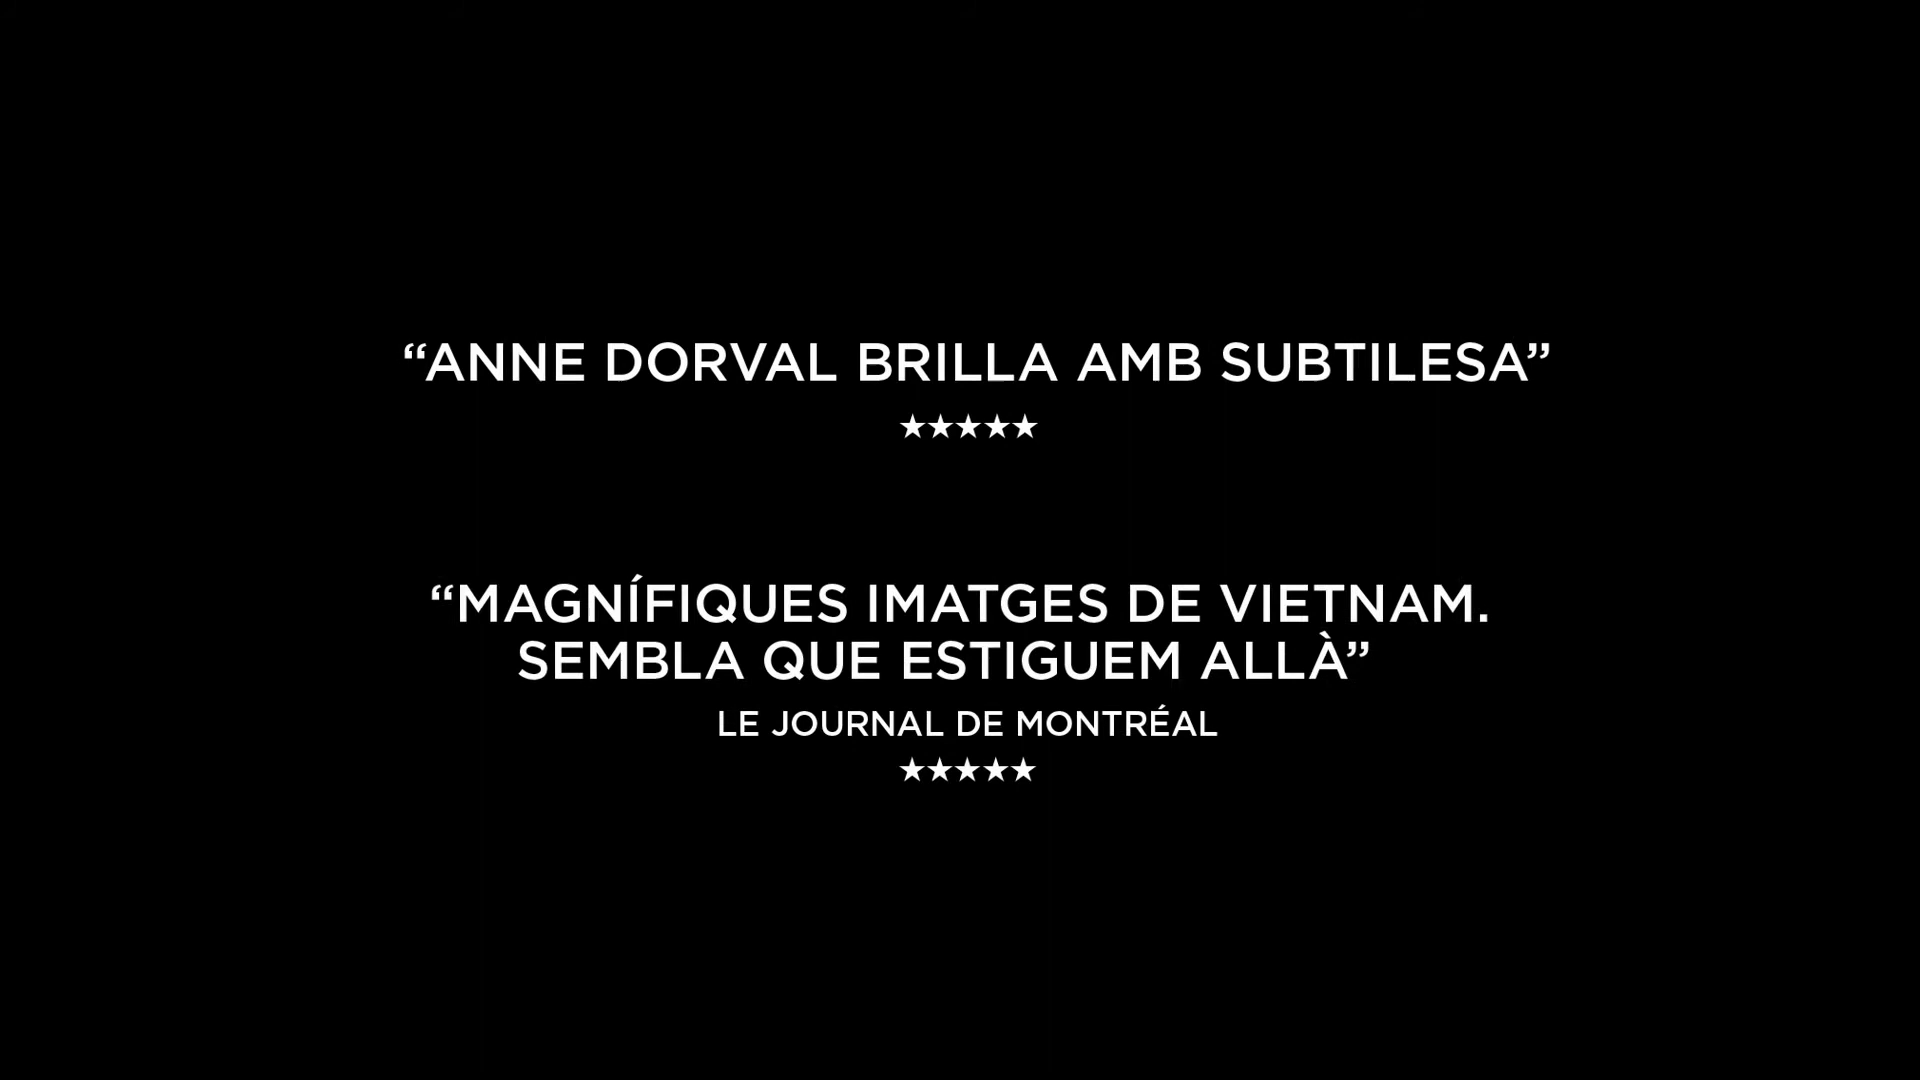 “ANNE DORVAL BRILLA AMB SUBTILESA”
★★★★★
“MAGNÍFIQUES IMATGES DE VIETNAM.
SEMBLA QUE ESTIGUEM ALLÀ”
LE JOURNAL DE MONTRÉAL
★★★★★